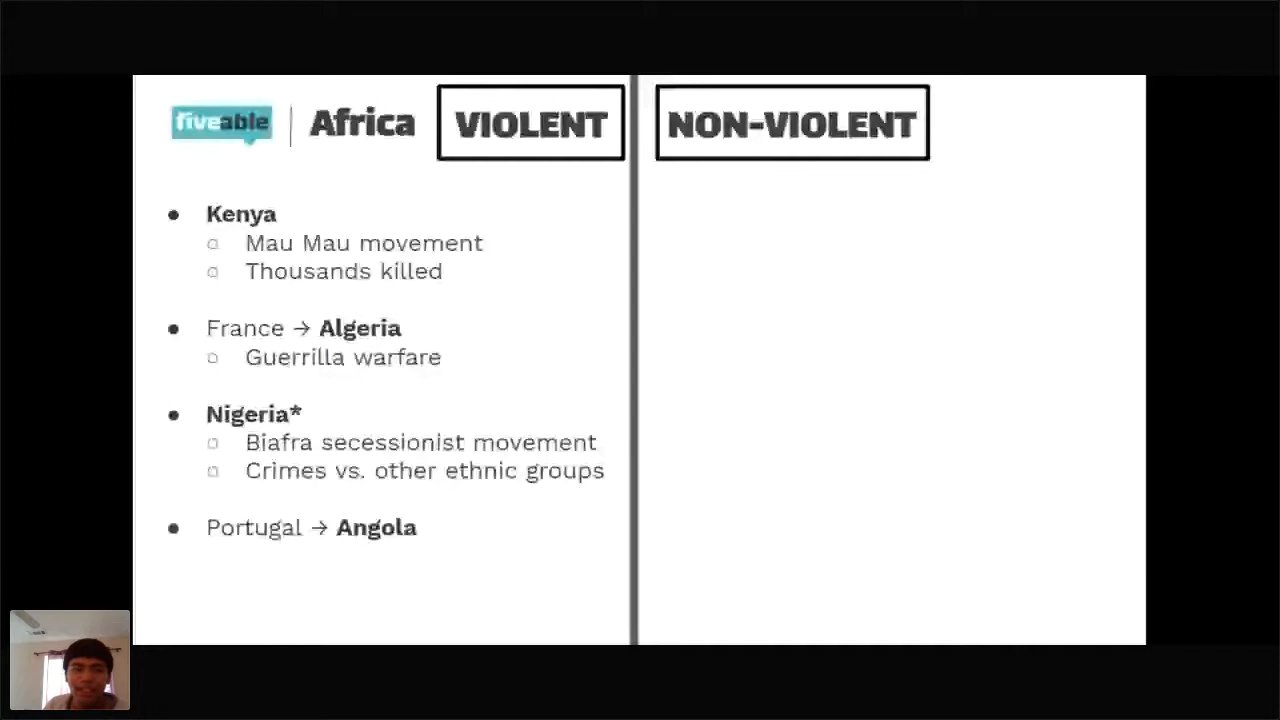 fiveable
Africa
VIOLENT
NON-VIOLENT
● Kenya
○ Mau Mau movement
○ Thousands killed
● France → Algeria
○ Guerrilla warfare
● Nigeria*
○ Biafra secessionist movement
○ Crimes vs. other ethnic groups
● Portugal → Angola